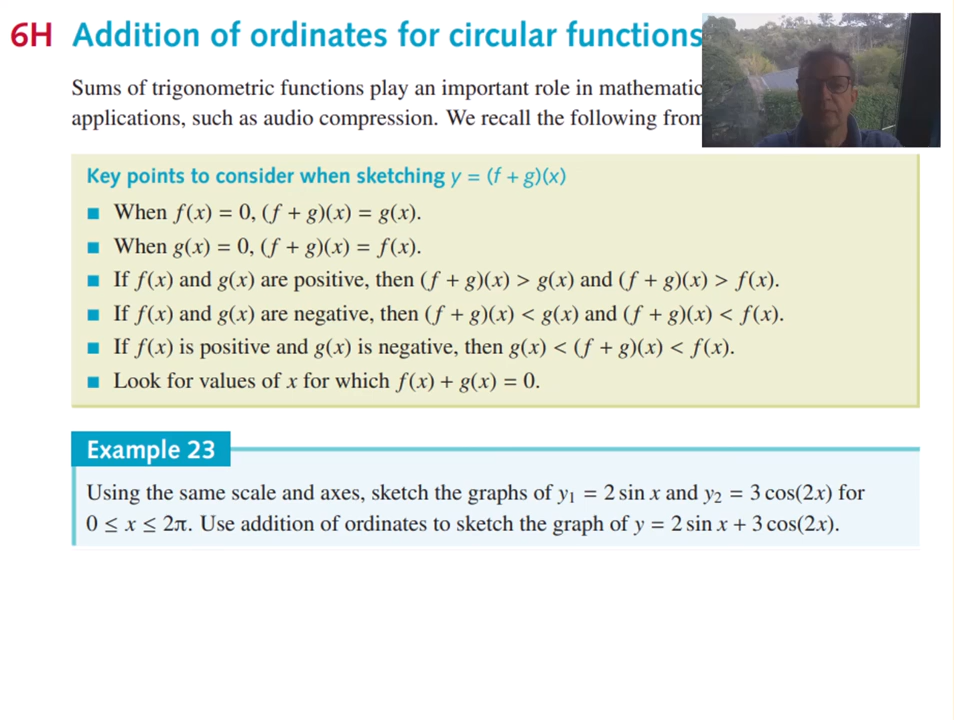 6H Addition of ordinates for circular functions
Sums of trigonometric functions play an important role in mathematic
applications, such as audio compression. We recall the following from
Key points to consider when sketching y = (f + g)(x)
■ When f(x) = 0, (f + g)(x) = g(x).
■ When g(x) = 0, (f + g)(x) = f(x).
■ If f(x) and g(x) are positive, then (f + g)(x) > g(x) and (f + g)(x) > f(x).
■ If f(x) and g(x) are negative, then (f + g)(x) < g(x) and (f + g)(x) < f(x).
■ If f(x) is positive and g(x) is negative, then g(x) < (f + g)(x) < f(x).
■ Look for values of x for which f(x) + g(x) = 0.
Example 23
Using the same scale and axes, sketch the graphs of y₁ = 2 sin x and y₂ = 3 cos(2x) for
0 ≤ x ≤ 2π. Use addition of ordinates to sketch the graph of y = 2 sin x + 3 cos(2x).